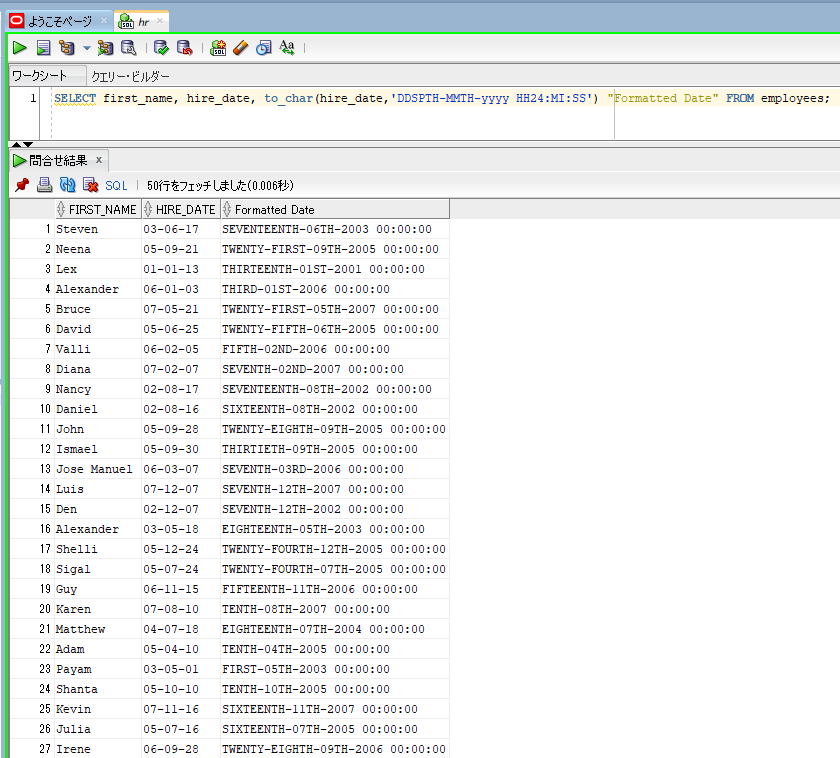 ようこそページ × hr ×
ワークシート クエリー・ビルダー
1 SELECT first_name, hire_date, to_char(hire_date,'DDSPTH-MMTH-yyyy HH24:MI:SS') "Formatted Date" FROM employees;
問合せ結果 x
SQL | 50行をフェッチしました(0.006秒)
FIRST_NAME HIRE_DATE Formatted Date
1 Steven 03-06-17 SEVENTEENTH-06TH-2003 00:00:00
2 Neena 05-09-21 TWENTY-FIRST-09TH-2005 00:00:00
3 Lex 01-01-13 THIRTEENTH-01ST-2001 00:00:00
4 Alexander 06-01-03 THIRD-01ST-2006 00:00:00
5 Bruce 07-05-21 TWENTY-FIRST-05TH-2007 00:00:00
6 David 05-06-25 TWENTY-FIFTH-06TH-2005 00:00:00
7 Valli 06-02-05 FIFTH-02ND-2006 00:00:00
8 Diana 07-02-07 SEVENTH-02ND-2007 00:00:00
9 Nancy 02-08-17 SEVENTEENTH-08TH-2002 00:00:00
10 Daniel 02-08-16 SIXTEENTH-08TH-2002 00:00:00
11 John 05-09-28 TWENTY-EIGHTH-09TH-2005 00:00:00
12 Ismael 05-09-30 THIRTIETH-09TH-2005 00:00:00
13 Jose Manuel 06-03-07 SEVENTH-03RD-2006 00:00:00
14 Luis 07-12-07 SEVENTH-12TH-2007 00:00:00
15 Den 02-12-07 SEVENTH-12TH-2002 00:00:00
16 Alexander 03-05-18 EIGHTEENTH-05TH-2003 00:00:00
17 Shelli 05-12-24 TWENTY-FOURTH-12TH-2005 00:00:00
18 Sigal 05-07-24 TWENTY-FOURTH-07TH-2005 00:00:00
19 Guy 06-11-15 FIFTEENTH-11TH-2006 00:00:00
20 Karen 07-08-10 TENTH-08TH-2007 00:00:00
21 Matthew 04-07-18 EIGHTEENTH-07TH-2004 00:00:00
22 Adam 05-04-10 TENTH-04TH-2005 00:00:00
23 Payam 03-05-01 FIRST-05TH-2003 00:00:00
24 Shanta 05-10-10 TENTH-10TH-2005 00:00:00
25 Kevin 07-11-16 SIXTEENTH-11TH-2007 00:00:00
26 Julia 05-07-16 SIXTEENTH-07TH-2005 00:00:00
27 Irene 06-09-28 TWENTY-EIGHTH-09TH-2006 00:00:00